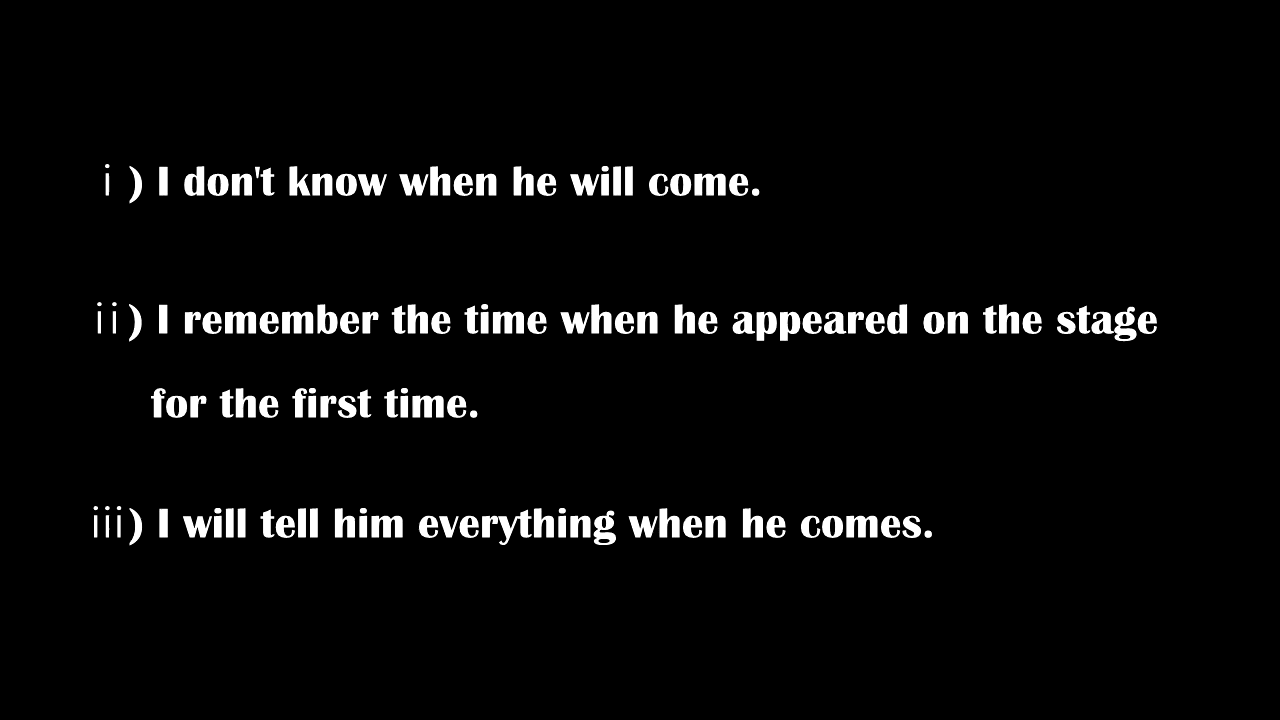 i) I don't know when he will come.
ii) I remember the time when he appeared on the stage
for the first time.
iii) I will tell him everything when he comes.